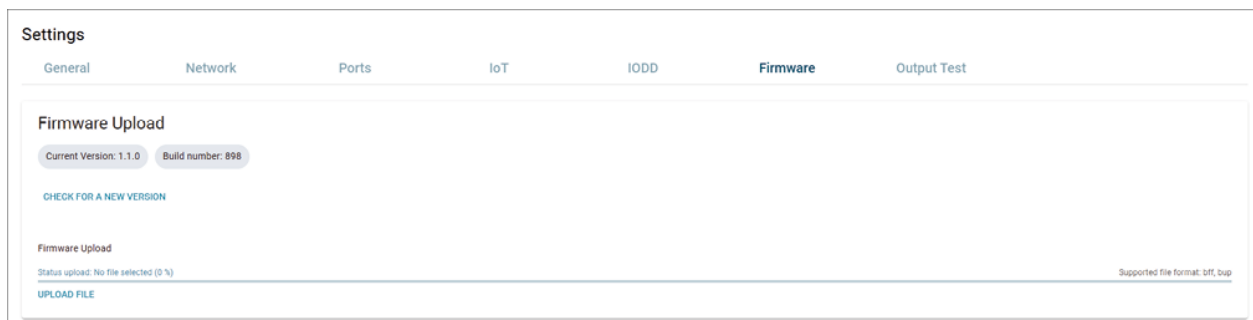 Settings
General Network Ports IoT IODD Firmware Output Test
Firmware Upload
Current Version: 1.1.0 Build number: 898
CHECK FOR A NEW VERSION
Firmware Upload
Status upload: No file selected (0 %) Supported file format: bff, bup
UPLOAD FILE